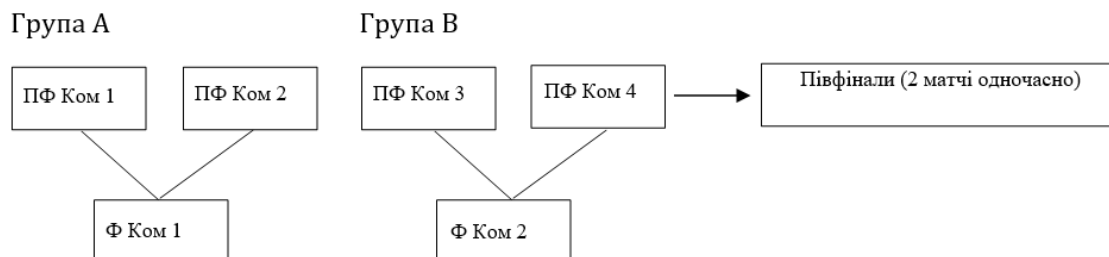 Група А
Група В
ПФ Ком 1
ПФ Ком 2
ПФ Ком 3
ПФ Ком 4
Півфінали (2 матчі одночасно)
Ф Ком 1
Ф Ком 2